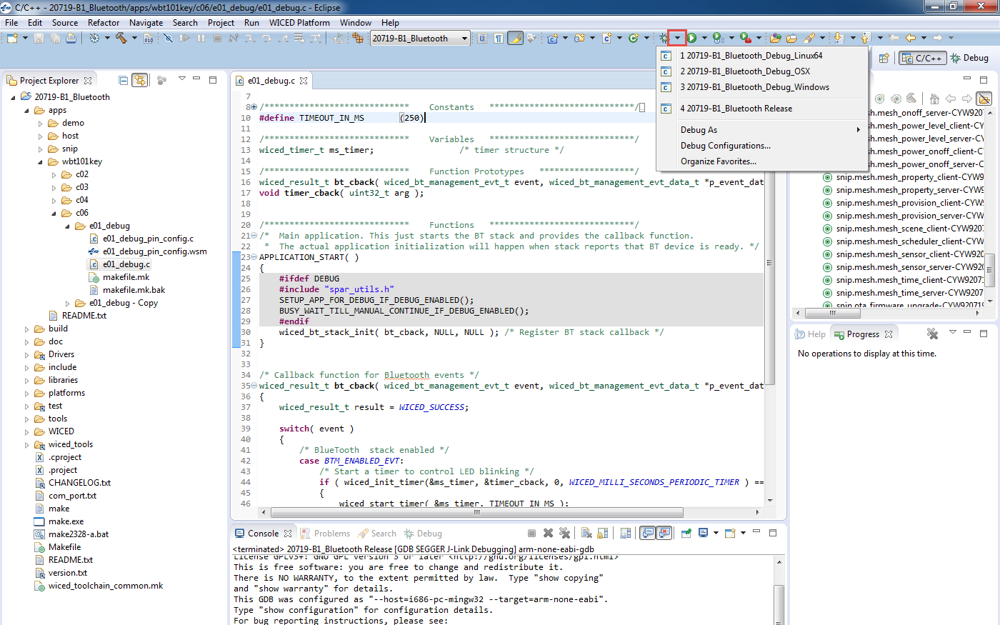 C/C++ - 20719-B1_Bluetooth/apps/wbt101key/c06/e01_debug/e01_debug.c - Eclipse
File Edit Source Refactor Navigate Search Project Run WICED Platform Window Help
20719-B1_Bluetooth
1 20719-B1_Bluetooth_Debug_Linux64
2 20719-B1_Bluetooth_Debug_OSX
3 20719-B1_Bluetooth_Debug_Windows
4 20719-B1_Bluetooth Release
Debug As
Debug Configurations...
Organize Favorites...
C/C++ Debug
Project Explorer
20719-B1_Bluetooth
apps
demo
host
snip
wbt101key
c02
c03
c04
c06
e01_debug
e01_debug_pin_config.c
e01_debug_pin_config.wsm
e01_debug.c
makefile.mk
makefile.mk.bak
e01_debug - Copy
README.txt
build
doc
Drivers
include
libraries
platforms
test
tools
WICED
wiced_tools
.cproject
.project
CHANGELOG.txt
com_port.txt
make
make.exe
make2328-a.bat
Makefile
README.txt
version.txt
wiced_toolchain_common.mk
e01_debug.c
7
8 /***************************** Constants *****************************/
10 #define TIMEOUT_IN_MS (250)
11
12 /***************************** Variables *****************************/
13 wiced_timer_t ms_timer; /* timer structure */
14
15 /***************************** Function Prototypes *******************/
16 wiced_result_t bt_cback( wiced_bt_management_evt_t event, wiced_bt_management_evt_data_t *p_event_dat
17 void timer_cback( uint32_t arg );
18
19
20 /***************************** Functions *****************************/
21 /* Main application. This just starts the BT stack and provides the callback function.
22 * The actual application initialization will happen when stack reports that BT device is ready. */
23 APPLICATION_START( )
24 {
25 #ifdef DEBUG
26 #include "spar_utils.h"
27 SETUP_APP_FOR_DEBUG_IF_DEBUG_ENABLED();
28 BUSY_WAIT_TILL_MANUAL_CONTINUE_IF_DEBUG_ENABLED();
29 #endif
30 wiced_bt_stack_init( bt_cback, NULL, NULL ); /* Register BT stack callback */
31 }
32
33
34 /* Callback function for Bluetooth events */
35 wiced_result_t bt_cback( wiced_bt_management_evt_t event, wiced_bt_management_evt_data_t *p_event_dat
36 {
37 wiced_result_t result = WICED_SUCCESS;
38
39 switch( event )
40 {
41 /* BlueTooth stack enabled */
42 case BTM_ENABLED_EVT:
43 /* Start a timer to control LED blinking */
44 if ( wiced_init_timer(&ms_timer, &timer_cback, 0, WICED_MILLI_SECONDS_PERIODIC_TIMER ) ==
45 {
46 wiced_start_timer( &ms_timer, TIMEOUT_IN_MS );
snip.mesh.mesh_onoff_server-CYW920
snip.mesh.mesh_power_level_client-CY
snip.mesh.mesh_power_level_server-CY
snip.mesh.mesh_power_onoff_client-C
snip.mesh.mesh_power_onoff_server-C
snip.mesh.mesh_property_client-CYW
snip.mesh.mesh_property_server-CYW9
snip.mesh.mesh_provision_client-CYW
snip.mesh.mesh_provision_server-CYW
snip.mesh.mesh_scene_client-CYW9207
snip.mesh.mesh_scheduler_client-CYW
snip.mesh.mesh_sensor_client-CYW920
snip.mesh.mesh_sensor_server-CYW920
snip.mesh.mesh_time_client-CYW9207
snip.mesh.mesh_time_server-CYW9207
snip.ota_firmware_upgrade-CYW920719
Help Progress
No operations to display at this time.
Console Problems Search Debug
<terminated> 20719-B1_Bluetooth Release [GDB SEGGER J-Link Debugging] arm-none-eabi-gdb
License GPLv3+: GNU GPL version 3 or later <http://gnu.org/licenses/gpl.html>
This is free software: you are free to change and redistribute it.
There is NO WARRANTY, to the extent permitted by law. Type "show copying"
and "show warranty" for details.
This GDB was configured as "--host=i686-pc-mingw32 --target=arm-none-eabi".
Type "show configuration" for configuration details.
For bug reporting instructions, please see: